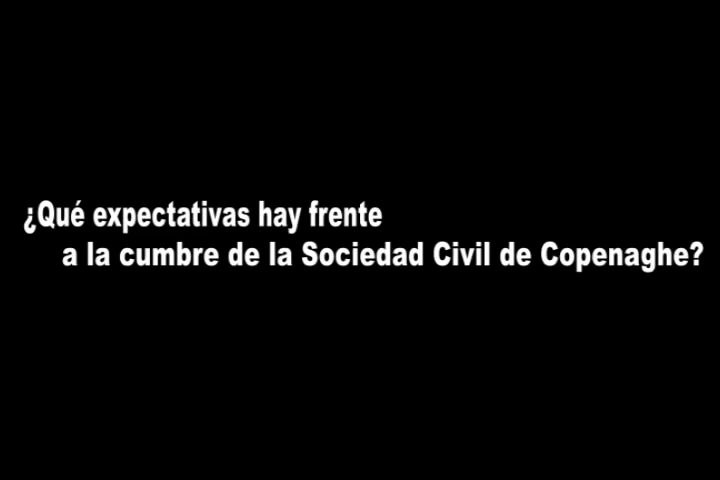 ¿Qué expectativas hay frente
a la cumbre de la Sociedad Civil de Copenaghe?